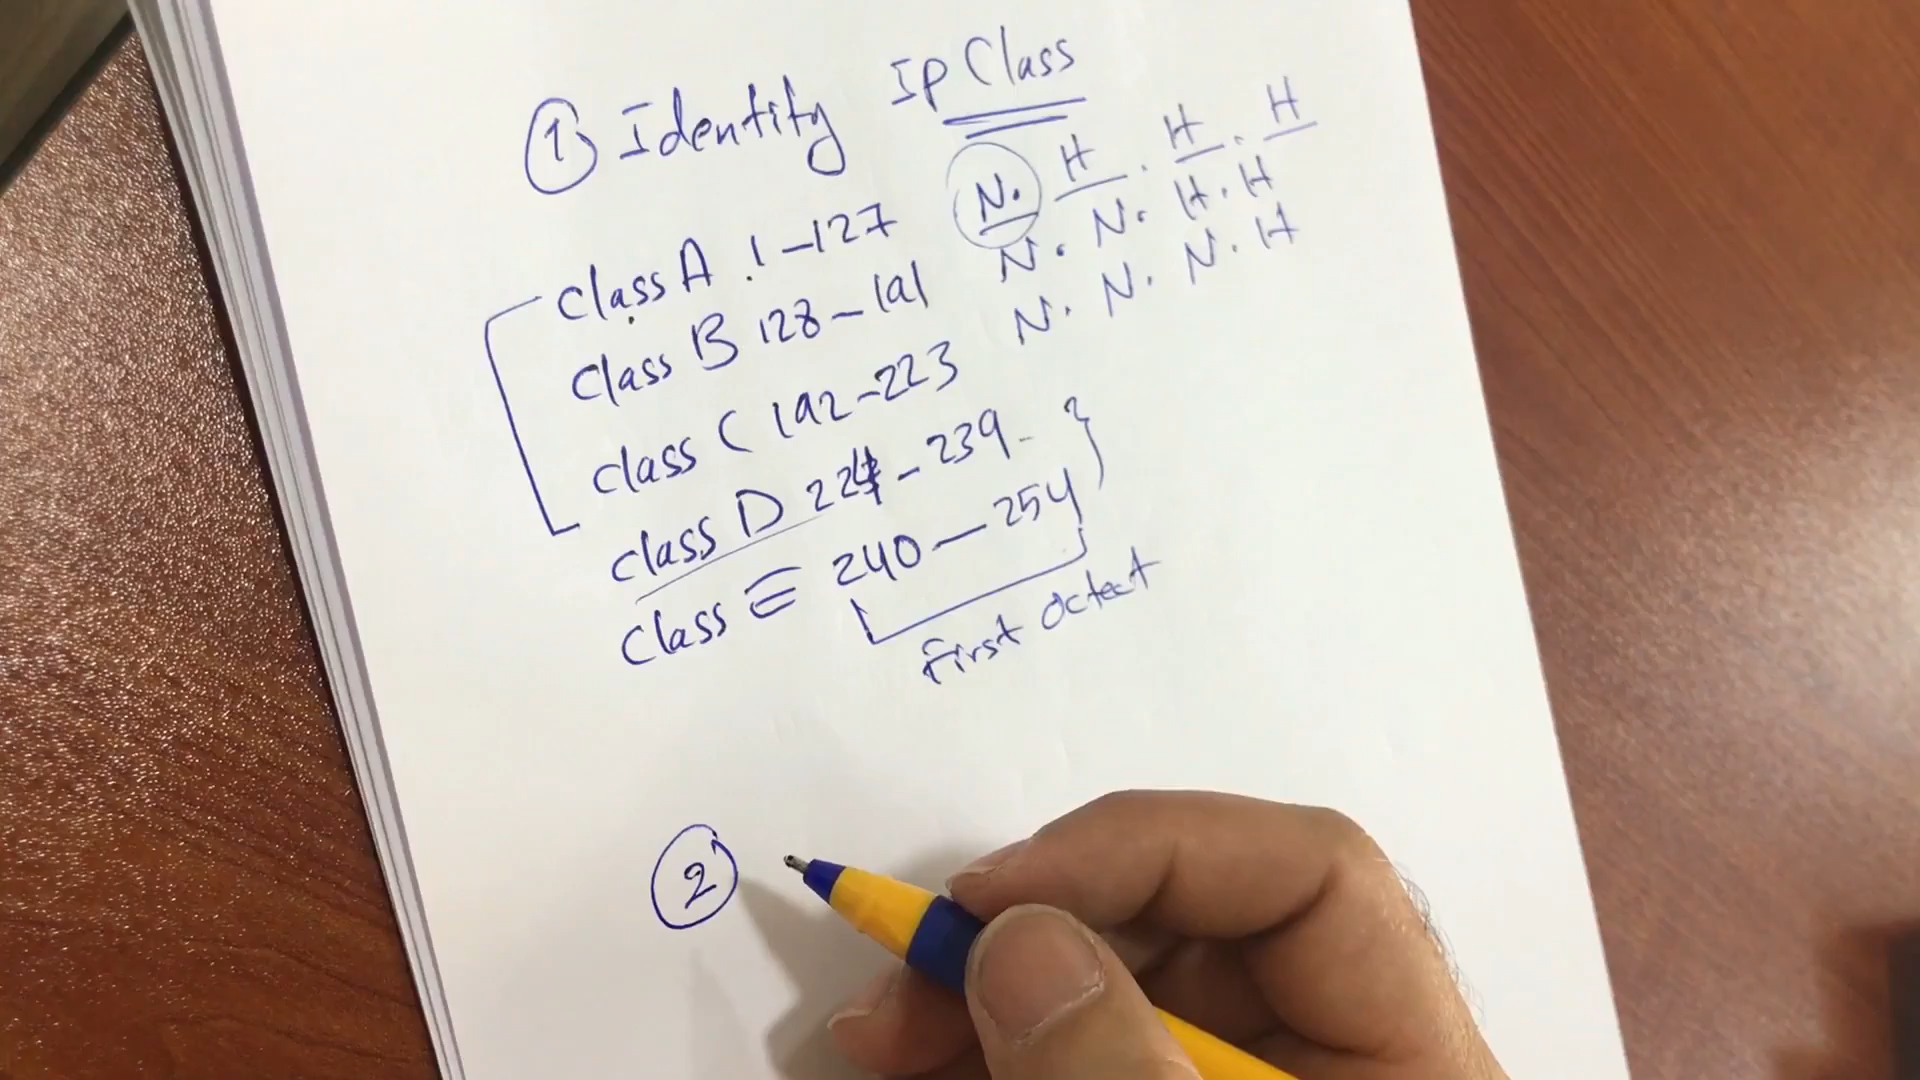 ① Identify IP Class
Class A 1-127 N. H. H. H
Class B 128-191 N. N. H. H
Class C 192-223 N. N. N. H
Class D 224-239
Class E 240-254
first octect
②